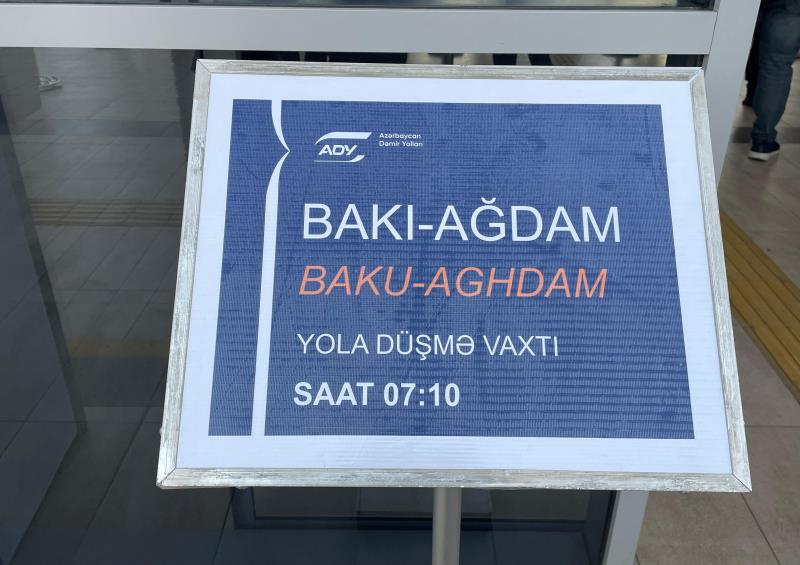 ADY
Azərbaycan
Dəmir Yolları
BAKI-AĞDAM
BAKU-AGHDAM
YOLA DÜŞMƏ VAXTI
SAAT 07:10